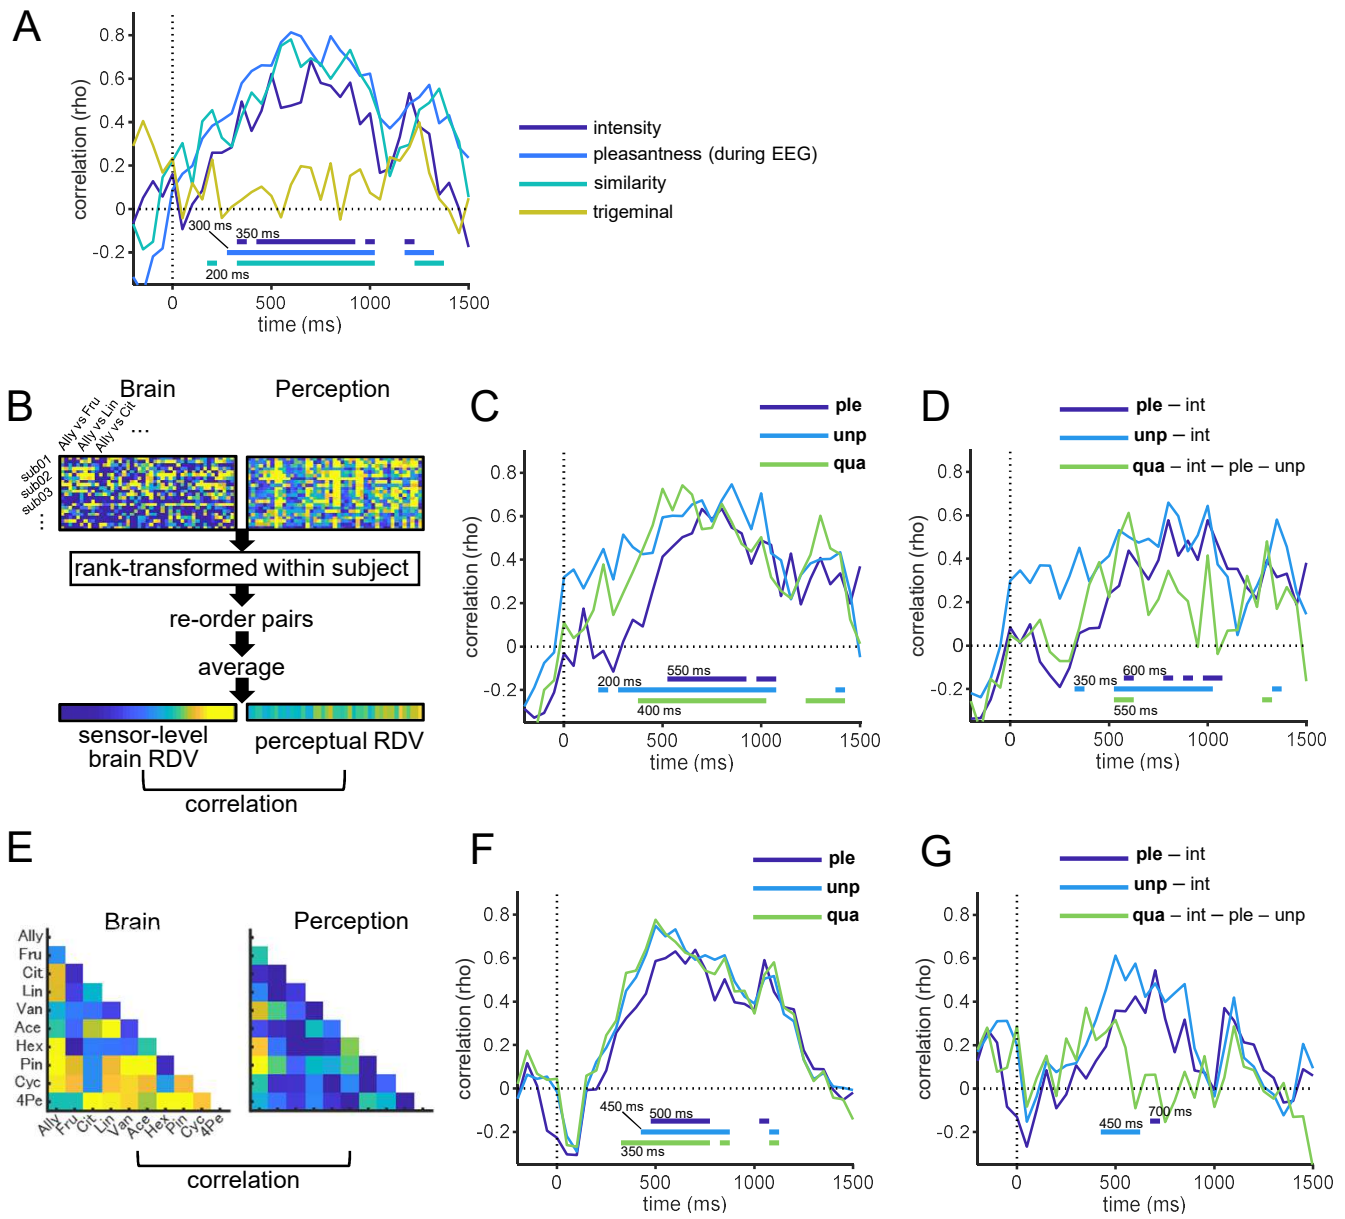 A
correlation (rho)
0.8
0.6
0.4
0.2
0
-0.2
300 ms
350 ms
200 ms
0
500
1000
1500
time (ms)
intensity
pleasantness (during EEG)
similarity
trigeminal
B
Brain
Perception
Ally vs Fru
Ally vs Lin
Ally vs Cit
...
sub01
sub02
sub03
...
rank-transformed within subject
re-order pairs
average
sensor-level
brain RDV
perceptual RDV
correlation
C
ple
unp
qua
correlation (rho)
0.8
0.6
0.4
0.2
0
-0.2
550 ms
200 ms
400 ms
0
500
1000
1500
time (ms)
D
ple – int
unp – int
qua – int – ple – unp
correlation (rho)
0.8
0.6
0.4
0.2
0
-0.2
600 ms
350 ms
550 ms
0
500
1000
1500
time (ms)
E
Brain
Perception
Ally
Fru
Cit
Lin
Van
Ace
Hex
Pin
Cyc
4Pe
Ally
Fru
Cit
Lin
Van
Ace
Hex
Pin
Cyc
4Pe
correlation
F
ple
unp
qua
correlation (rho)
0.8
0.6
0.4
0.2
0
-0.2
450 ms
500 ms
350 ms
0
500
1000
1500
time (ms)
G
ple – int
unp – int
qua – int – ple – unp
correlation (rho)
0.8
0.6
0.4
0.2
0
-0.2
700 ms
450 ms
0
500
1000
1500
time (ms)